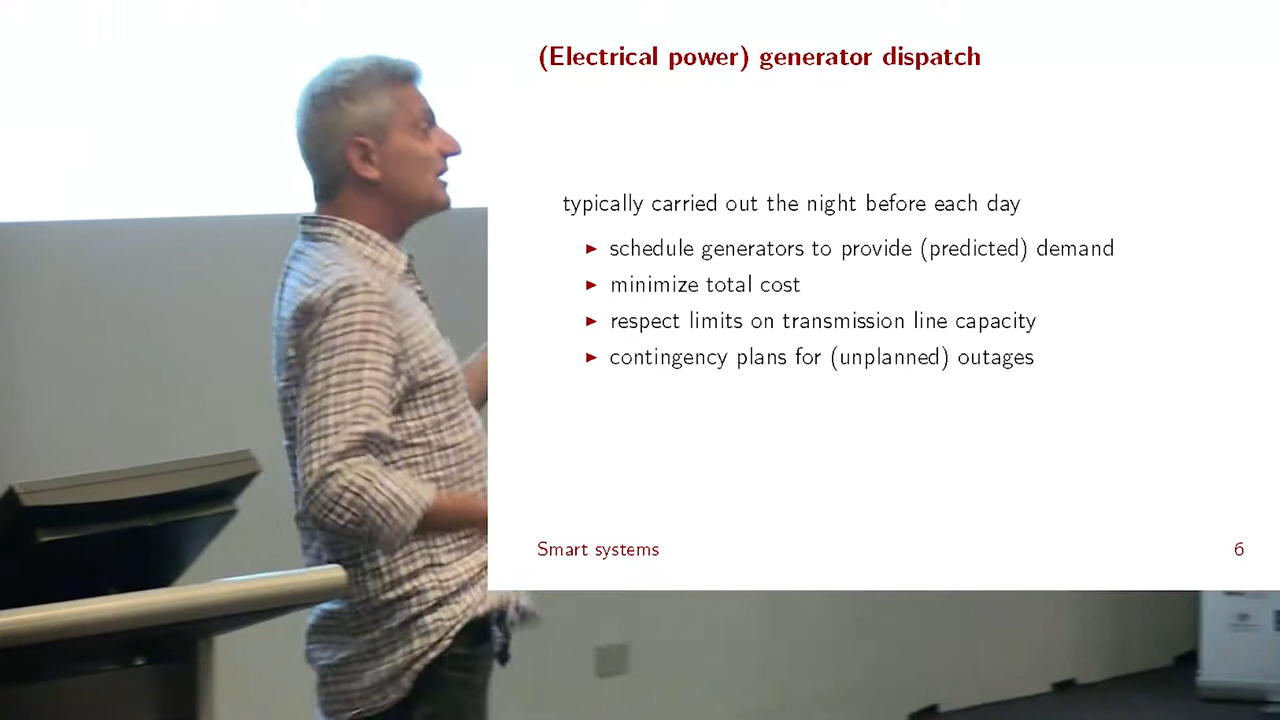 (Electrical power) generator dispatch
typically carried out the night before each day
► schedule generators to provide (predicted) demand
► minimize total cost
► respect limits on transmission line capacity
► contingency plans for (unplanned) outages
Smart systems 6